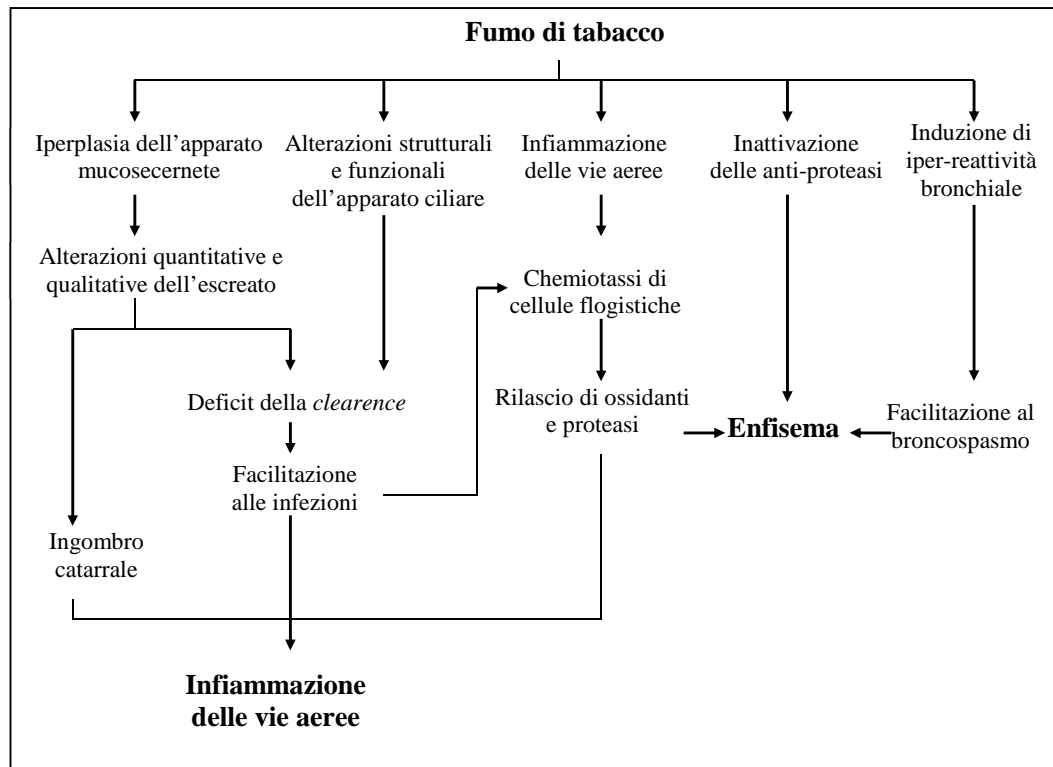 Fumo di tabacco
Iperplasia dell’apparato
mucosecernete
Alterazioni strutturali
e funzionali
dell’apparato ciliare
Infiammazione
delle vie aeree
Inattivazione
delle anti-proteasi
Induzione di
iper-reattività
bronchiale
Alterazioni quantitative e
qualitative dell’escreato
Chemiotassi di
cellule flogistiche
Deficit della clearence
Rilascio di ossidanti
e proteasi
Enfisema
Facilitazione al
broncospasmo
Facilitazione
alle infezioni
Ingombro
catarrale
Infiammazione
delle vie aeree